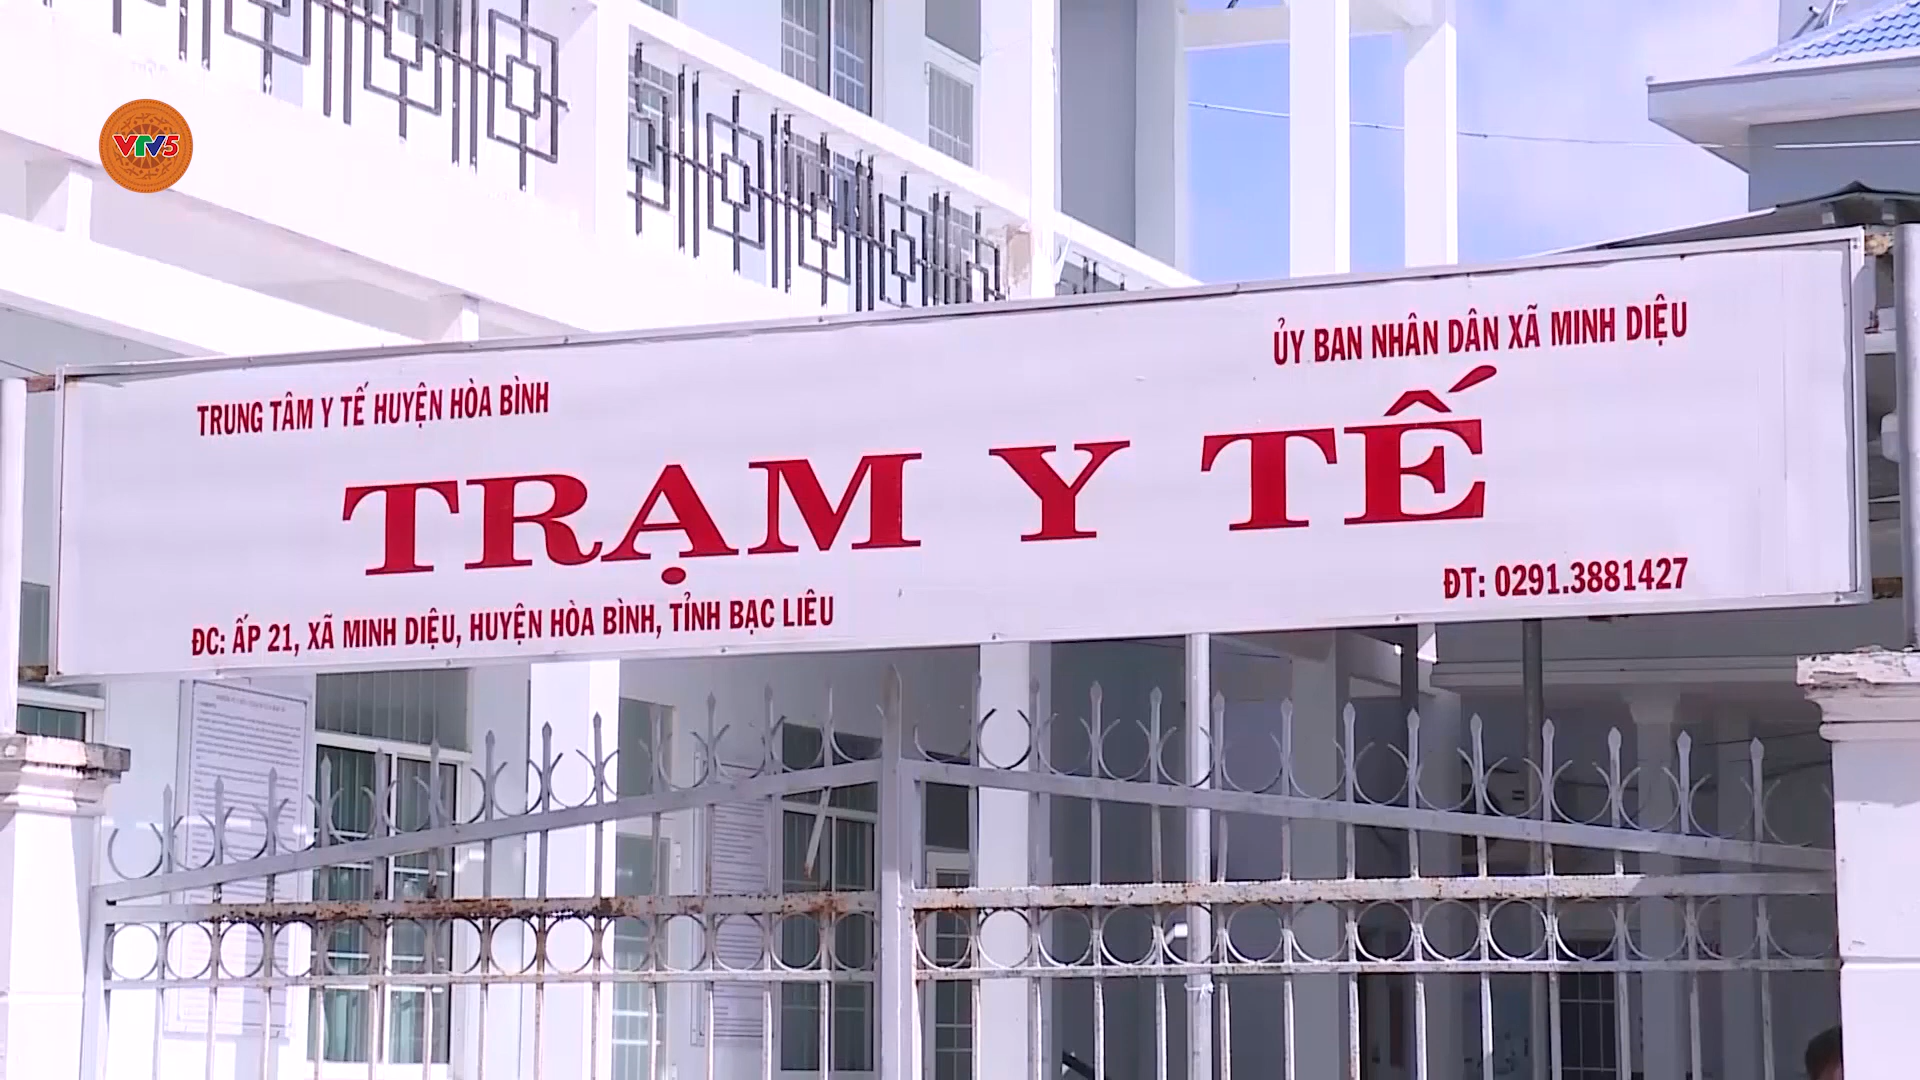 VTV5
TRUNG TÂM Y TẾ HUYỆN HÒA BÌNH
ỦY BAN NHÂN DÂN XÃ MINH DIỆU
TRẠM Y TẾ
ĐC: ẤP 21, XÃ MINH DIỆU, HUYỆN HÒA BÌNH, TỈNH BẠC LIÊU
ĐT: 0291.3881427